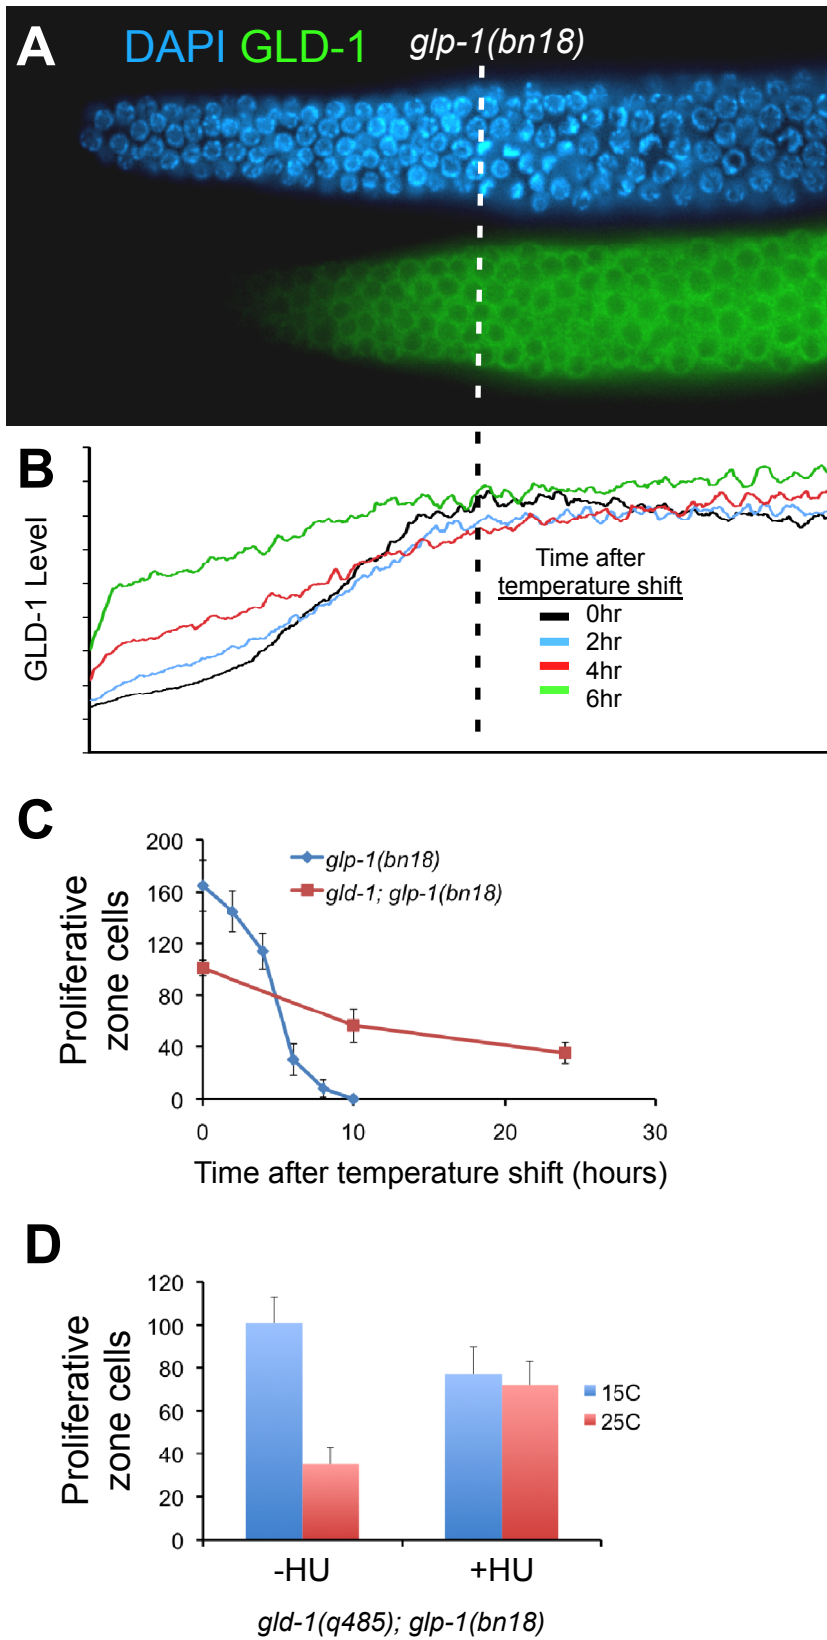 A
DAPI GLD-1 glp-1(bn18)
B
GLD-1 Level
Time after
temperature shift
0hr
2hr
4hr
6hr
C
Proliferative
zone cells
200
160
120
80
40
0
glp-1(bn18)
gld-1; glp-1(bn18)
0 10 20 30
Time after temperature shift (hours)
D
Proliferative
zone cells
120
100
80
60
40
20
0
15C
25C
-HU +HU
gld-1(q485); glp-1(bn18)